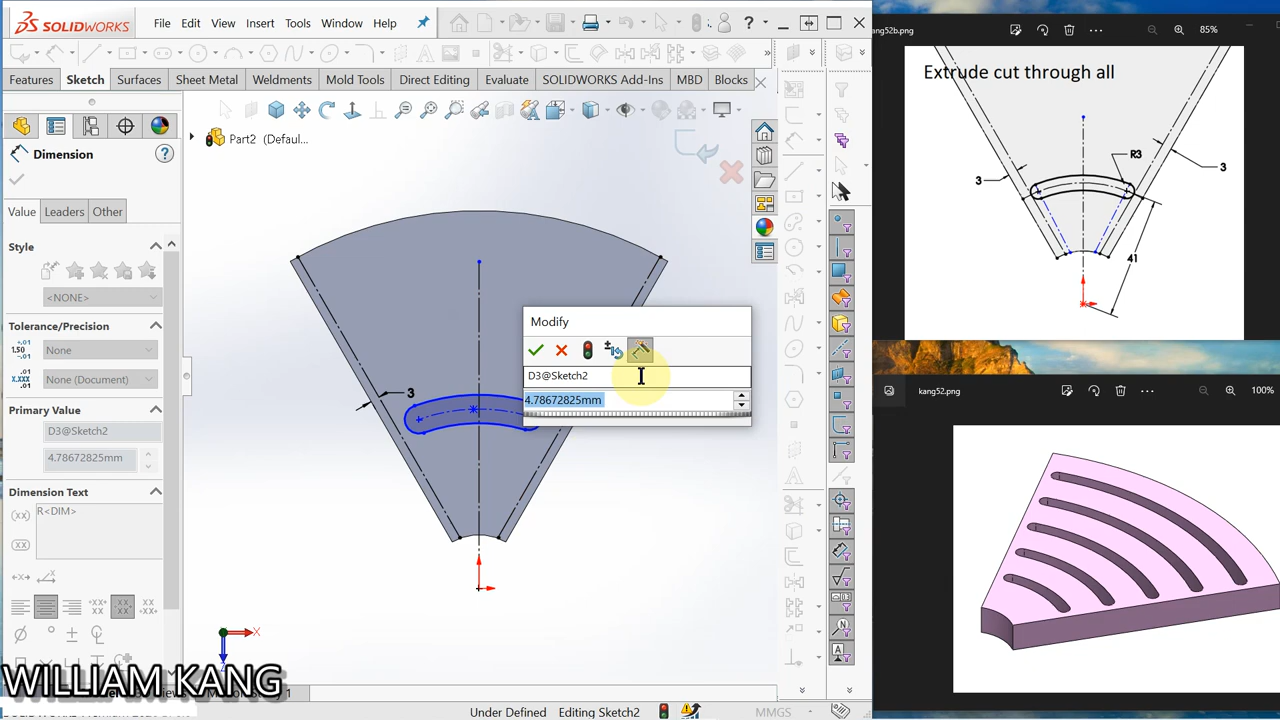 SOLIDWORKS
File Edit View Insert Tools Window Help
Features Sketch Surfaces Sheet Metal Weldments Mold Tools Direct Editing Evaluate SOLIDWORKS Add-Ins MBD Blocks
Part2 (Defaul...
Dimension
Value Leaders Other
Style
<NONE>
Tolerance/Precision
None
None (Document)
Primary Value
D3@Sketch2
4.78672825mm
Dimension Text
R<DIM>
3
Modify
D3@Sketch2
4.78672825mm
X
WILLIAM KANG
Under Defined Editing Sketch2 MMGS
ang52b.png 85%
Extrude cut through all
R3
3
3
41
kang52.png 100%